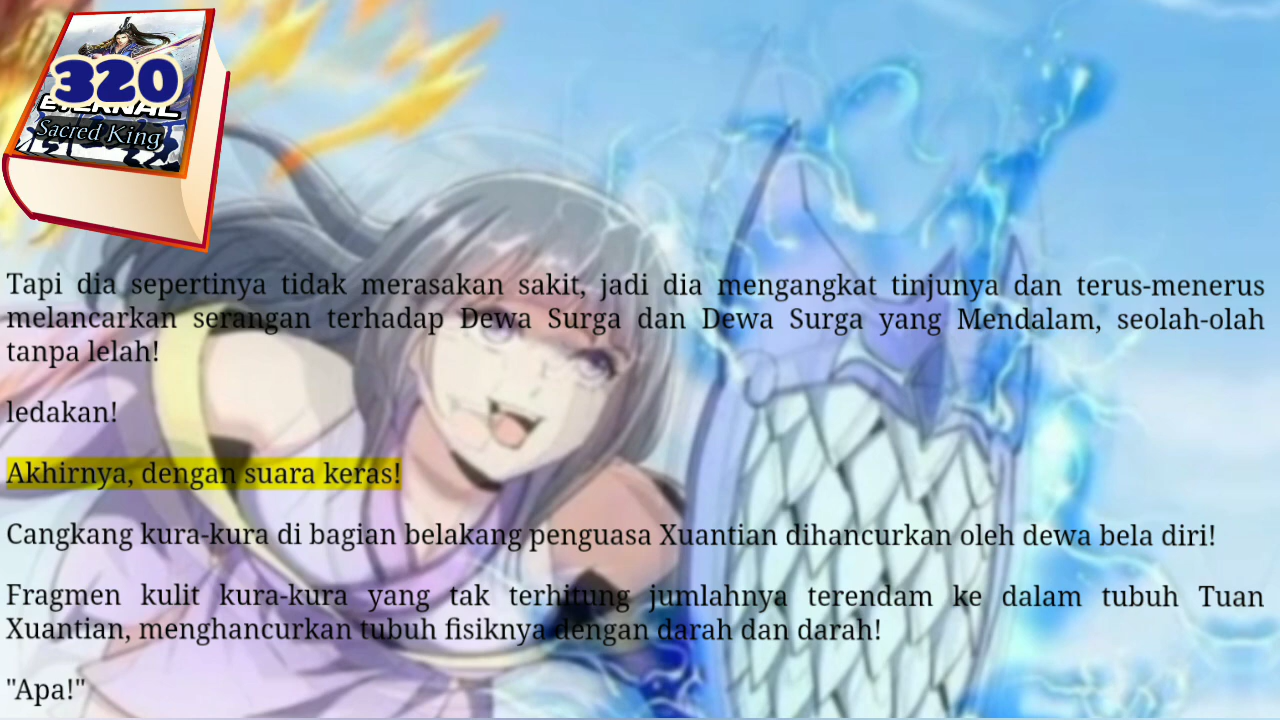 320
ETERNAL
Sacred King
Tapi dia sepertinya tidak merasakan sakit, jadi dia mengangkat tinjunya dan terus-menerus
melancarkan serangan terhadap Dewa Surga dan Dewa Surga yang Mendalam, seolah-olah
tanpa lelah!
ledakan!
Akhirnya, dengan suara keras!
Cangkang kura-kura di bagian belakang penguasa Xuantian dihancurkan oleh dewa bela diri!
Fragmen kulit kura-kura yang tak terhitung jumlahnya terendam ke dalam tubuh Tuan
Xuantian, menghancurkan tubuh fisiknya dengan darah dan darah!
"Apa!"